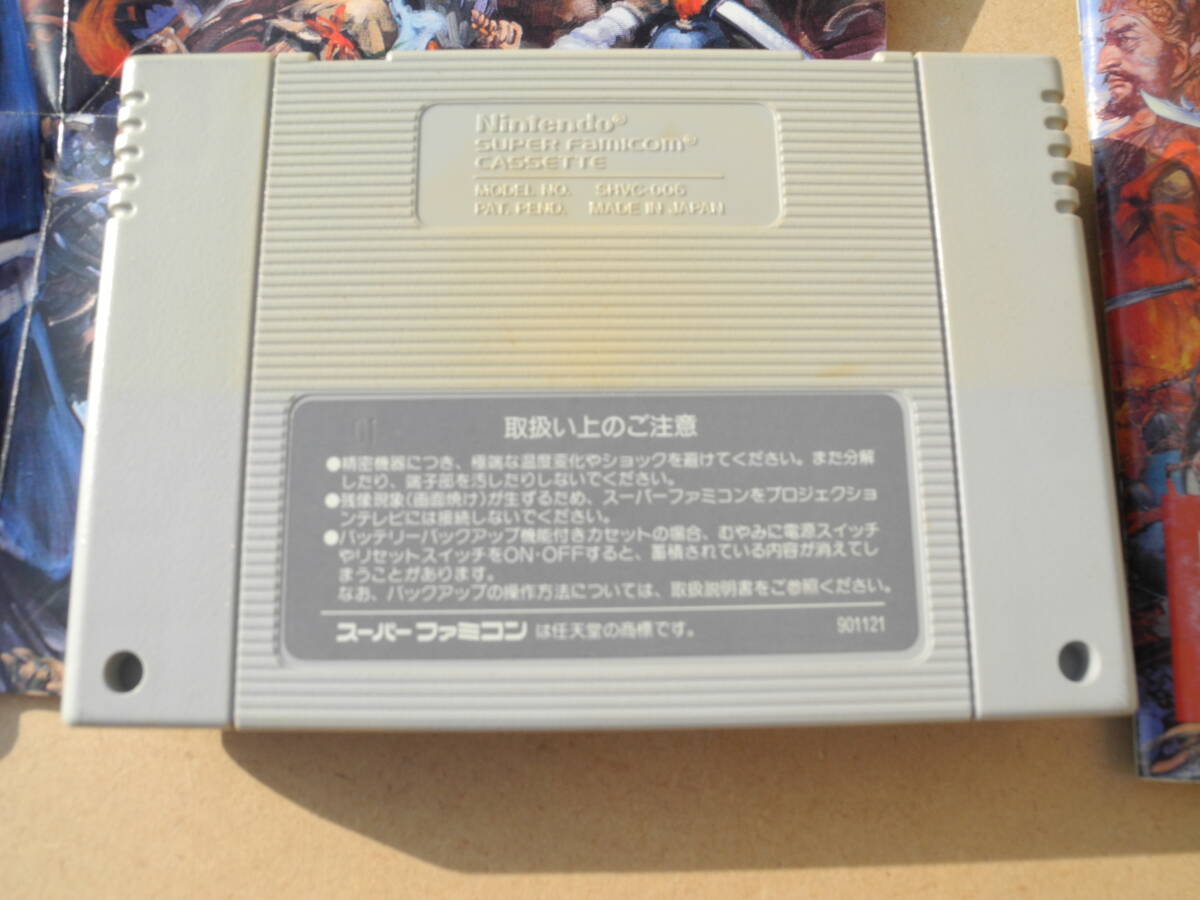 Nintendo®
SUPER Famicom®
CASSETTE
MODEL NO. SHVC-006
PAT. PEND. MADE IN JAPAN
取扱い上のご注意
●精密機器につき、極端な温度変化やショックを避けてください。また分解
したり、端子部を汚したりしないでください。
●残像現象(画面焼け)が生ずるため、スーパーファミコンをプロジェクショ
ンテレビには接続しないでください。
●バッテリーバックアップ機能付きカセットの場合、むやみに電源スイッチ
やリセットスイッチをON・OFFすると、蓄積されている内容が消えてし
まうことがあります。
なお、バックアップの操作方法については、取扱説明書をご参照ください。
スーパーファミコン は任天堂の商標です。 901121